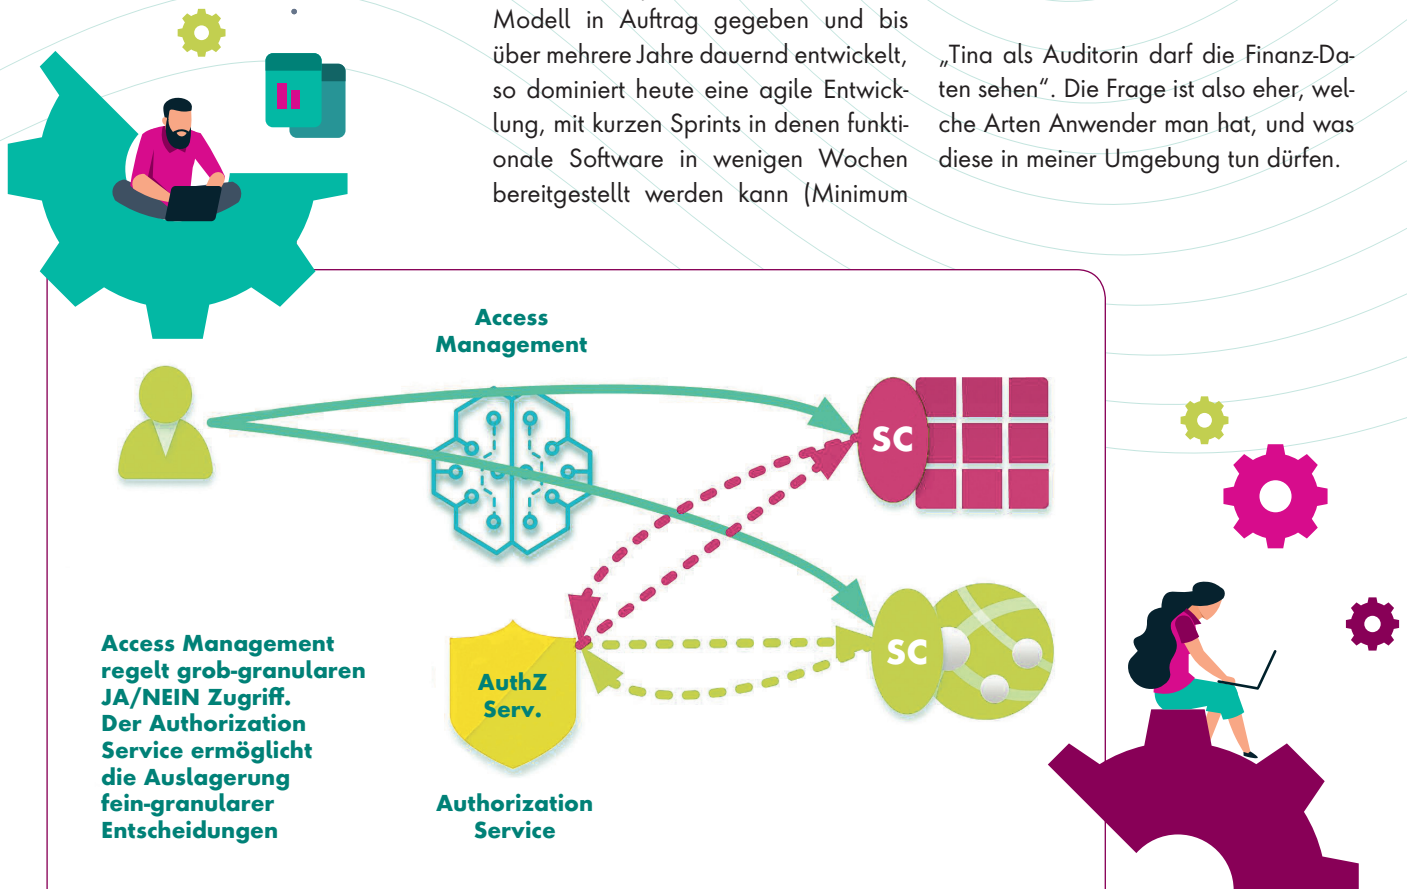 Modell in Auftrag gegeben und bis
über mehrere Jahre dauernd entwickelt,
so dominiert heute eine agile Entwick-
lung, mit kurzen Sprints in denen funkti-
onale Software in wenigen Wochen
bereitgestellt werden kann (Minimum
„Tina als Auditorin darf die Finanz-Da-
ten sehen“. Die Frage ist also eher, wel-
che Arten Anwender man hat, und was
diese in meiner Umgebung tun dürfen.
Access
Management
SC
SC
AuthZ
Serv.
Access Management
regelt grob-granularen
JA/NEIN Zugriff.
Der Authorization
Service ermöglicht
die Auslagerung
fein-granularer
Entscheidungen
Authorization
Service